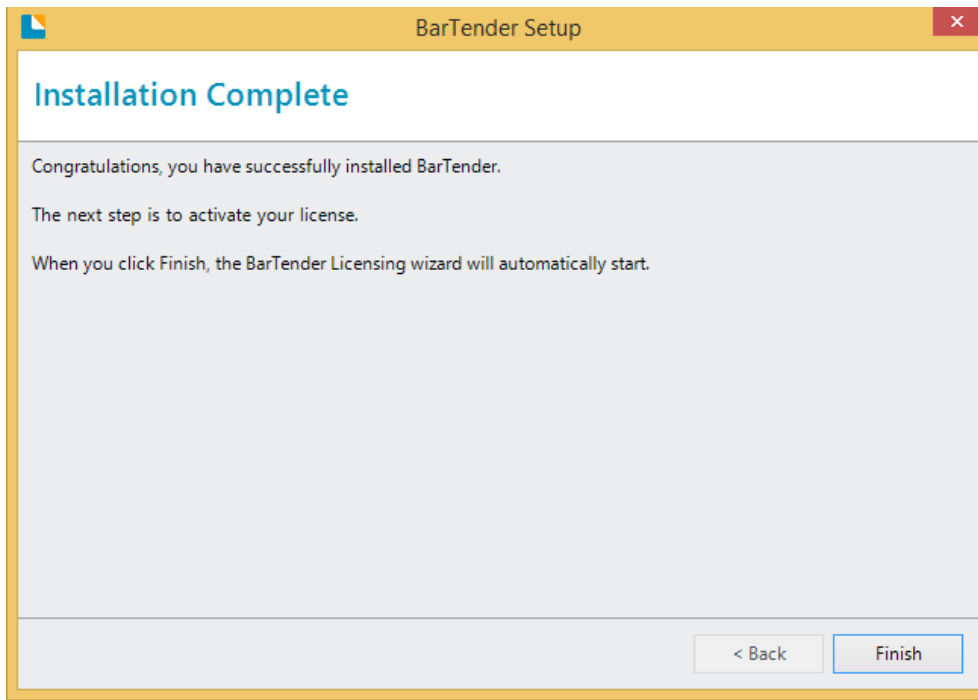 BarTender Setup
Installation Complete
Congratulations, you have successfully installed BarTender.
The next step is to activate your license.
When you click Finish, the BarTender Licensing wizard will automatically start.
< Back
Finish